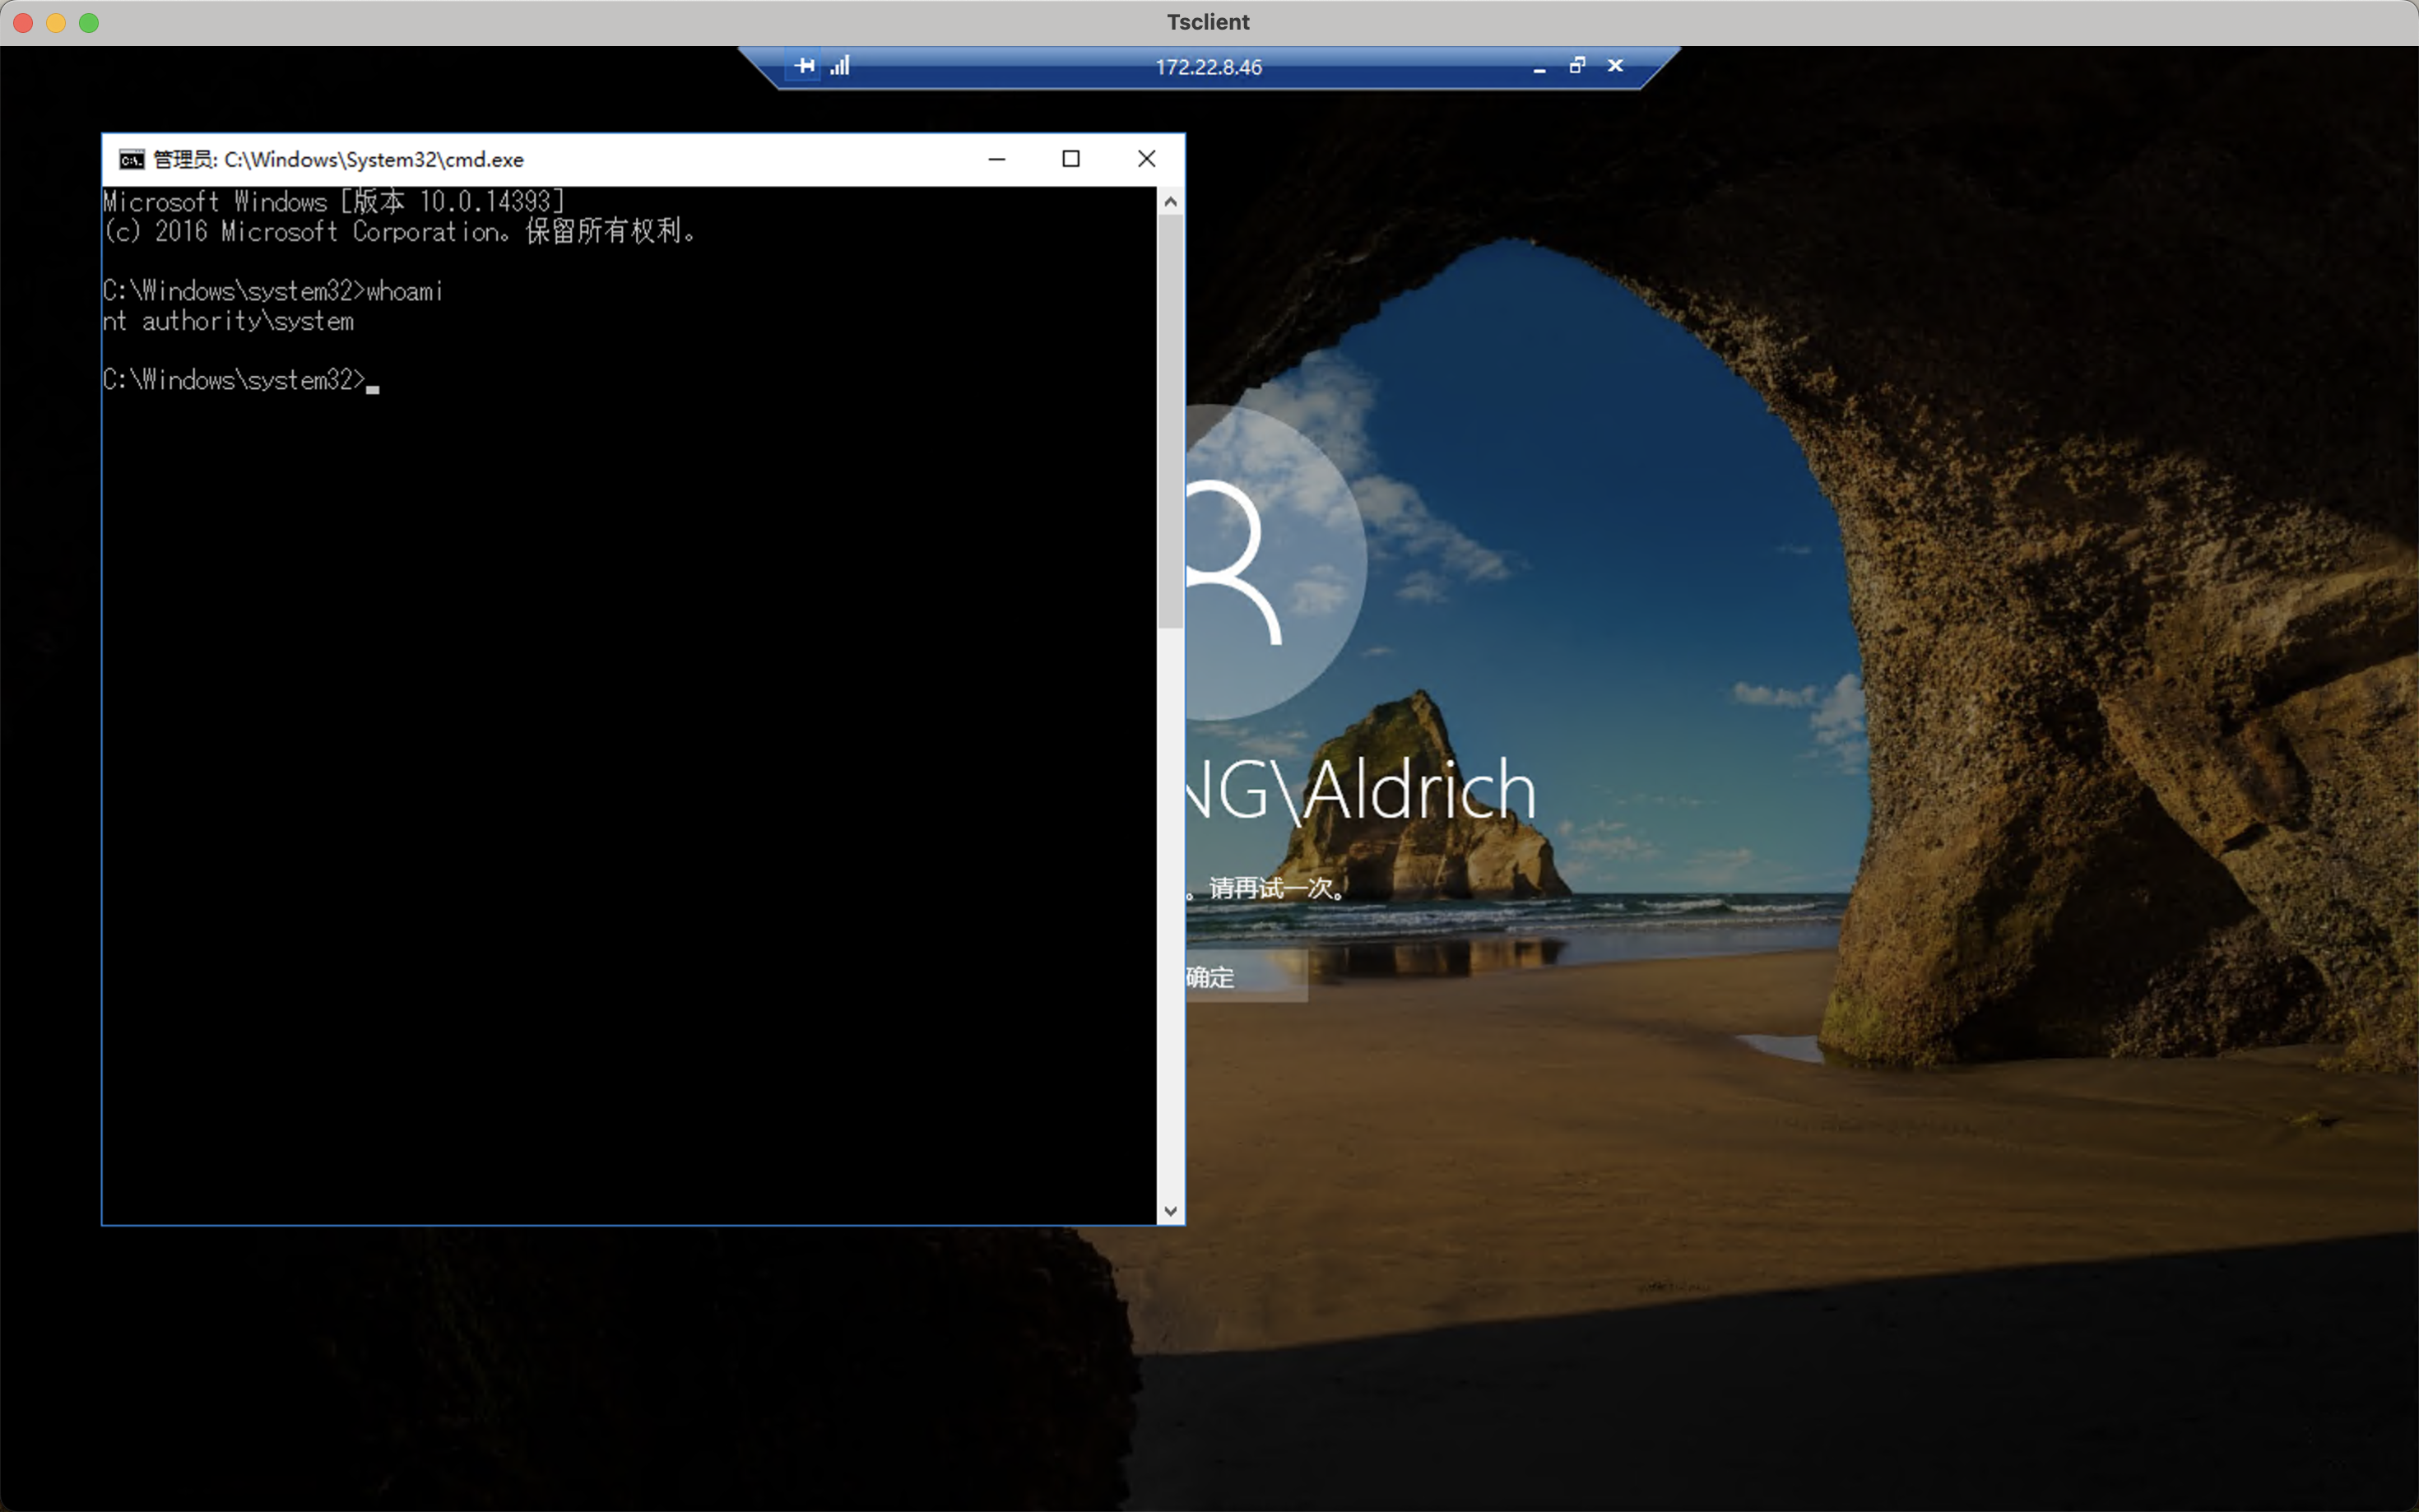 Tsclient
172.22.8.46
管理员: C:\Windows\System32\cmd.exe
Microsoft Windows [版本 10.0.14393]
(c) 2016 Microsoft Corporation。保留所有权利。
C:\Windows\system32>whoami
nt authority\system
C:\Windows\system32>
NG\Aldrich
。请再试一次。
确定